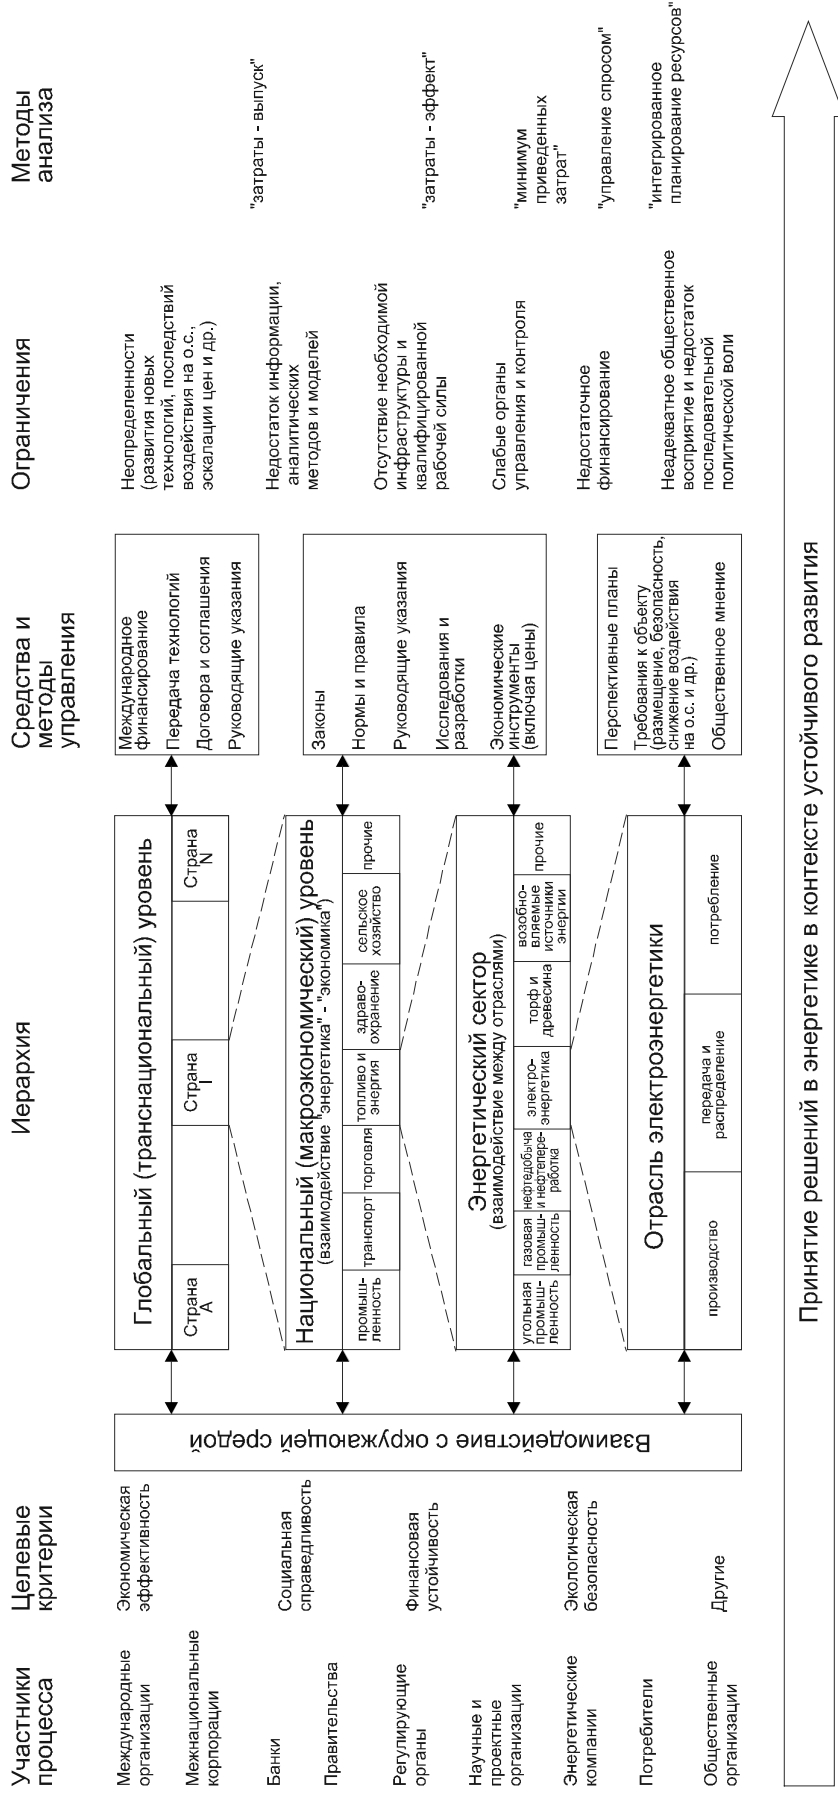 Участники
процесса
Международные
организации
Межнациональные
корпорации
Банки
Правительства
Регулирующие
органы
Научные и
проектные
организации
Энергетические
компании
Потребители
Общественные
организации
Целевые
критерии
Экономическая
эффективность
Социальная
справедливость
Финансовая
устойчивость
Экологическая
безопасность
Другие
Взаимодействие с окружающей средой
Иерархия
Глобальный (транснациональный) уровень
Страна
A
Страна
I
Страна
N
Национальный (макроэкономический) уровень
(взаимодействие "энергетика" - "экономика")
промыш-
ленность
транспорт
торговля
топливо и
энергия
здраво-
охранение
сельское
хозяйство
прочие
Энергетический сектор
(взаимодействие между отраслями)
угольная
промыш-
ленность
газовая
промыш-
ленность
нефтедобыча
и нефтепере-
работка
электро-
энергетика
торф и
древесина
возобно-
вляемые
источники
энергии
прочие
Отрасль электроэнергетики
производство
передача и
распределение
потребление
Средства и
методы
управления
Международное
финансирование
Передача технологий
Договора и соглашения
Руководящие указания
Законы
Нормы и правила
Руководящие указания
Исследования и
разработки
Экономические
инструменты
(включая цены)
Перспективные планы
Требования к объекту
(размещение, безопасность,
снижение воздействия
на о.с. и др.)
Общественное мнение
Ограничения
Неопределенности
(развития новых
технологий, последствий
воздействия на о.с.,
эскалации цен и др.)
Недостаток информации,
аналитических
методов и моделей
Отсутствие необходимой
инфраструктуры и
квалифицированной
рабочей силы
Слабые органы
управления и контроля
Недостаточное
финансирование
Неадекватное общественное
восприятие и недостаток
последовательной
политической воли
Методы
анализа
"затраты - выпуск"
"затраты - эффект"
"минимум
приведенных
затрат"
"управление спросом"
"интегрированное
планирование ресурсов"
Принятие решений в энергетике в контексте устойчивого развития